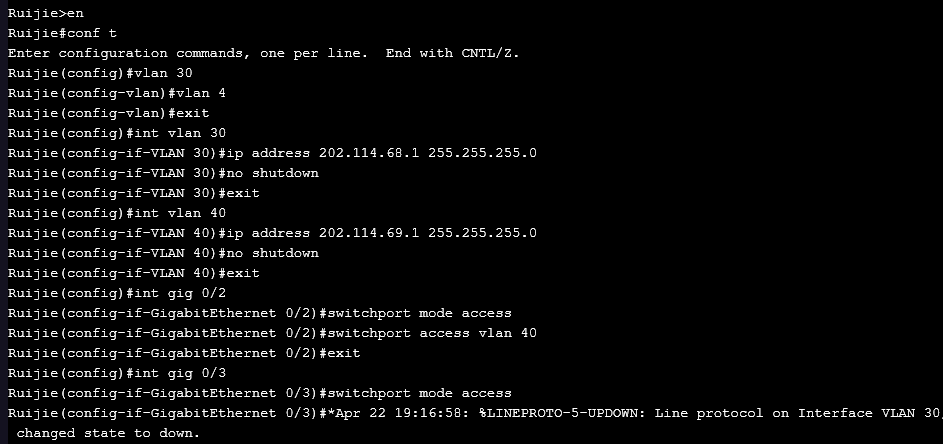 Ruijie>en
Ruijie#conf t
Enter configuration commands, one per line.  End with CNTL/Z.
Ruijie(config)#vlan 30
Ruijie(config-vlan)#vlan 4
Ruijie(config-vlan)#exit
Ruijie(config)#int vlan 30
Ruijie(config-if-VLAN 30)#ip address 202.114.68.1 255.255.255.0
Ruijie(config-if-VLAN 30)#no shutdown
Ruijie(config-if-VLAN 30)#exit
Ruijie(config)#int vlan 40
Ruijie(config-if-VLAN 40)#ip address 202.114.69.1 255.255.255.0
Ruijie(config-if-VLAN 40)#no shutdown
Ruijie(config-if-VLAN 40)#exit
Ruijie(config)#int gig 0/2
Ruijie(config-if-GigabitEthernet 0/2)#switchport mode access
Ruijie(config-if-GigabitEthernet 0/2)#switchport access vlan 40
Ruijie(config-if-GigabitEthernet 0/2)#exit
Ruijie(config)#int gig 0/3
Ruijie(config-if-GigabitEthernet 0/3)#switchport mode access
Ruijie(config-if-GigabitEthernet 0/3)#*Apr 22 19:16:58: %LINEPROTO-5-UPDOWN: Line protocol on Interface VLAN 30,
changed state to down.